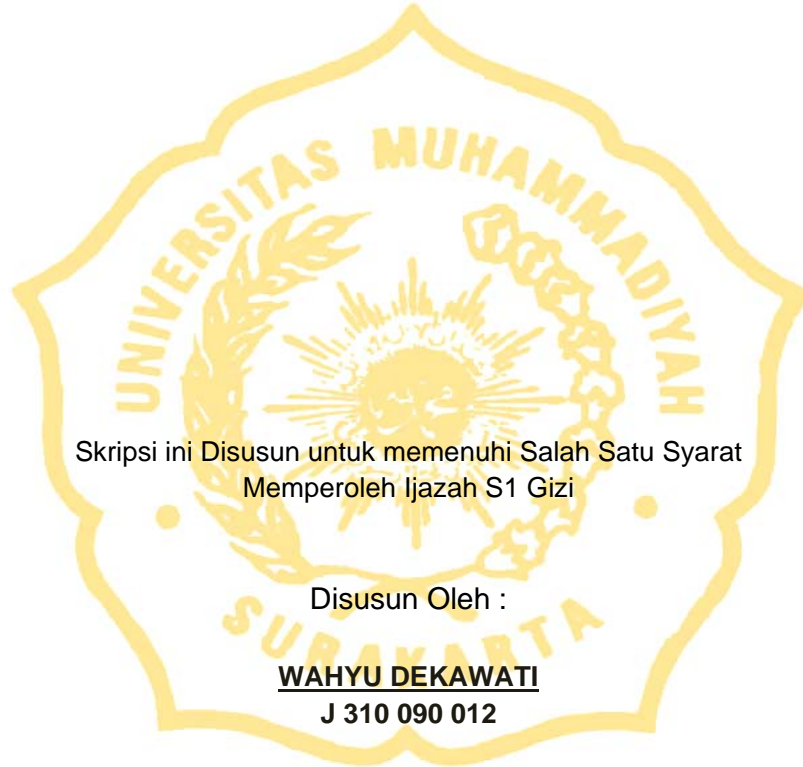 UNIVERSITAS MUHAMMADIYAH
Skripsi ini Disusun untuk memenuhi Salah Satu Syarat
Memperoleh Ijazah S1 Gizi
Disusun Oleh :
SURAKARTA
WAHYU DEKAWATI
J 310 090 012